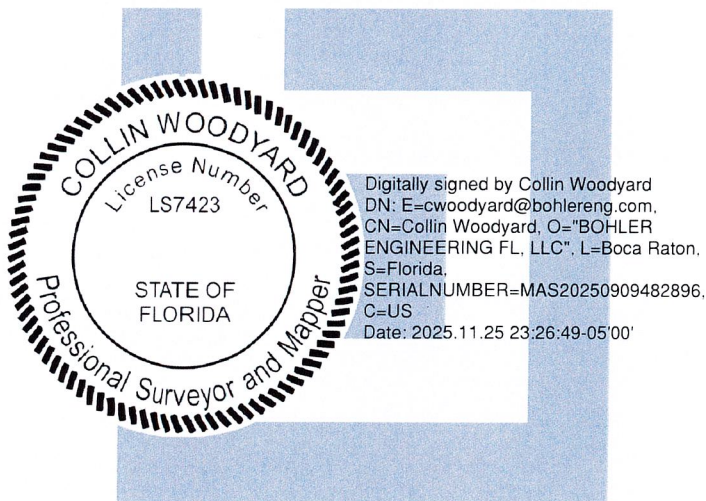 COLLIN WOODYARD
License Number
LS7423
STATE OF
FLORIDA
Professional Surveyor and Mapper
Digitally signed by Collin Woodyard
DN: E=cwoodyard@bohlereng.com,
CN=Collin Woodyard, O="BOHLER
ENGINEERING FL, LLC", L=Boca Raton,
S=Florida,
SERIALNUMBER=MAS20250909482896,
C=US
Date: 2025.11.25 23:26:49-05'00'